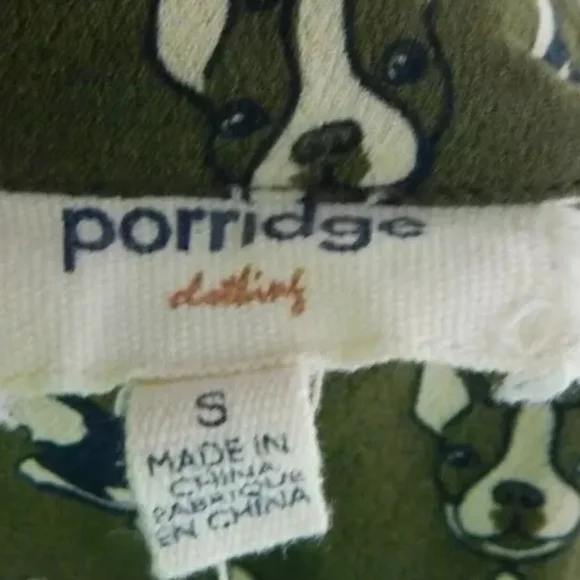 porridge
clothing
S
MADE IN
CHINA
FABRIQUE
EN CHINA